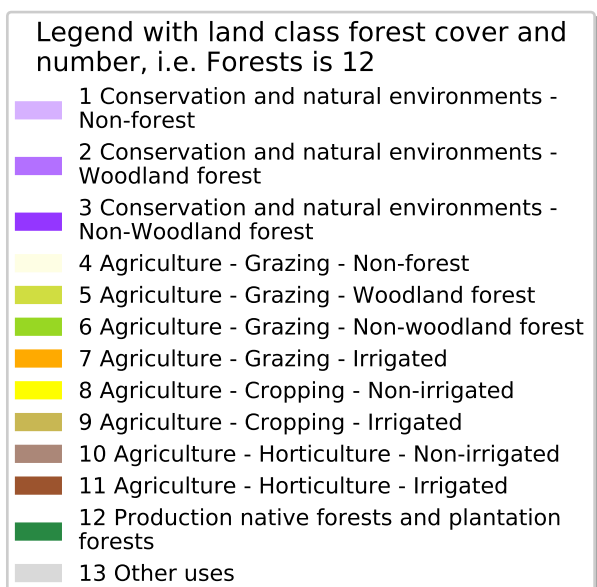 Legend with land class forest cover and
number, i.e. Forests is 12
1 Conservation and natural environments -
Non-forest
2 Conservation and natural environments -
Woodland forest
3 Conservation and natural environments -
Non-Woodland forest
4 Agriculture - Grazing - Non-forest
5 Agriculture - Grazing - Woodland forest
6 Agriculture - Grazing - Non-woodland forest
7 Agriculture - Grazing - Irrigated
8 Agriculture - Cropping - Non-irrigated
9 Agriculture - Cropping - Irrigated
10 Agriculture - Horticulture - Non-irrigated
11 Agriculture - Horticulture - Irrigated
12 Production native forests and plantation
forests
13 Other uses